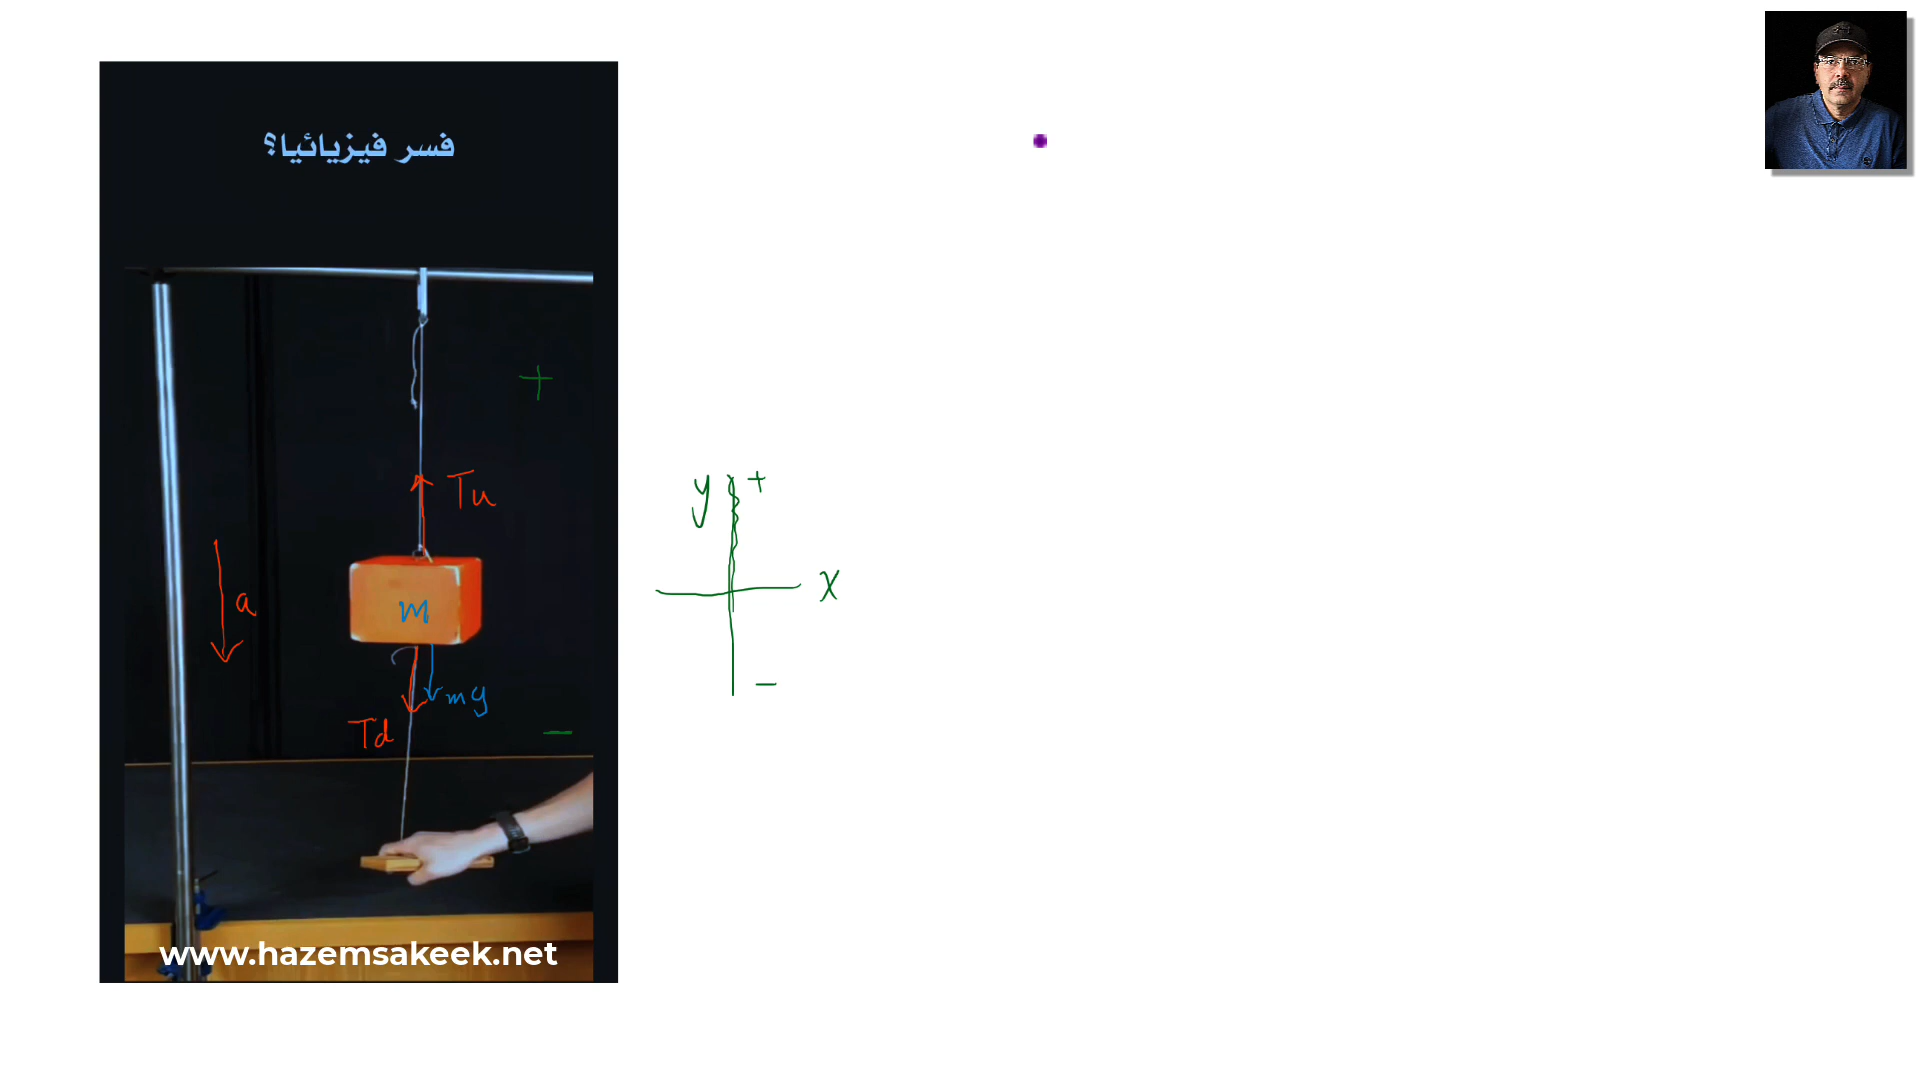 فسر فيزيائيا؟
+
Tu
y +
x
a
m
mg
−
Td
−
www.hazemsakeek.net